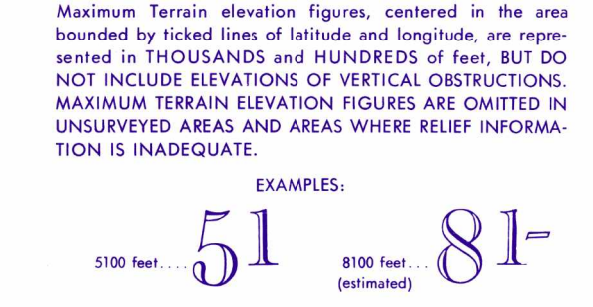 Maximum Terrain elevation figures, centered in the area
bounded by ticked lines of latitude and longitude, are repre-
sented in THOUSANDS and HUNDREDS of feet, BUT DO
NOT INCLUDE ELEVATIONS OF VERTICAL OBSTRUCTIONS.
MAXIMUM TERRAIN ELEVATION FIGURES ARE OMITTED IN
UNSURVEYED AREAS AND AREAS WHERE RELIEF INFORMA-
TION IS INADEQUATE.
EXAMPLES:
5100 feet.... 51
8100 feet... 81-
(estimated)